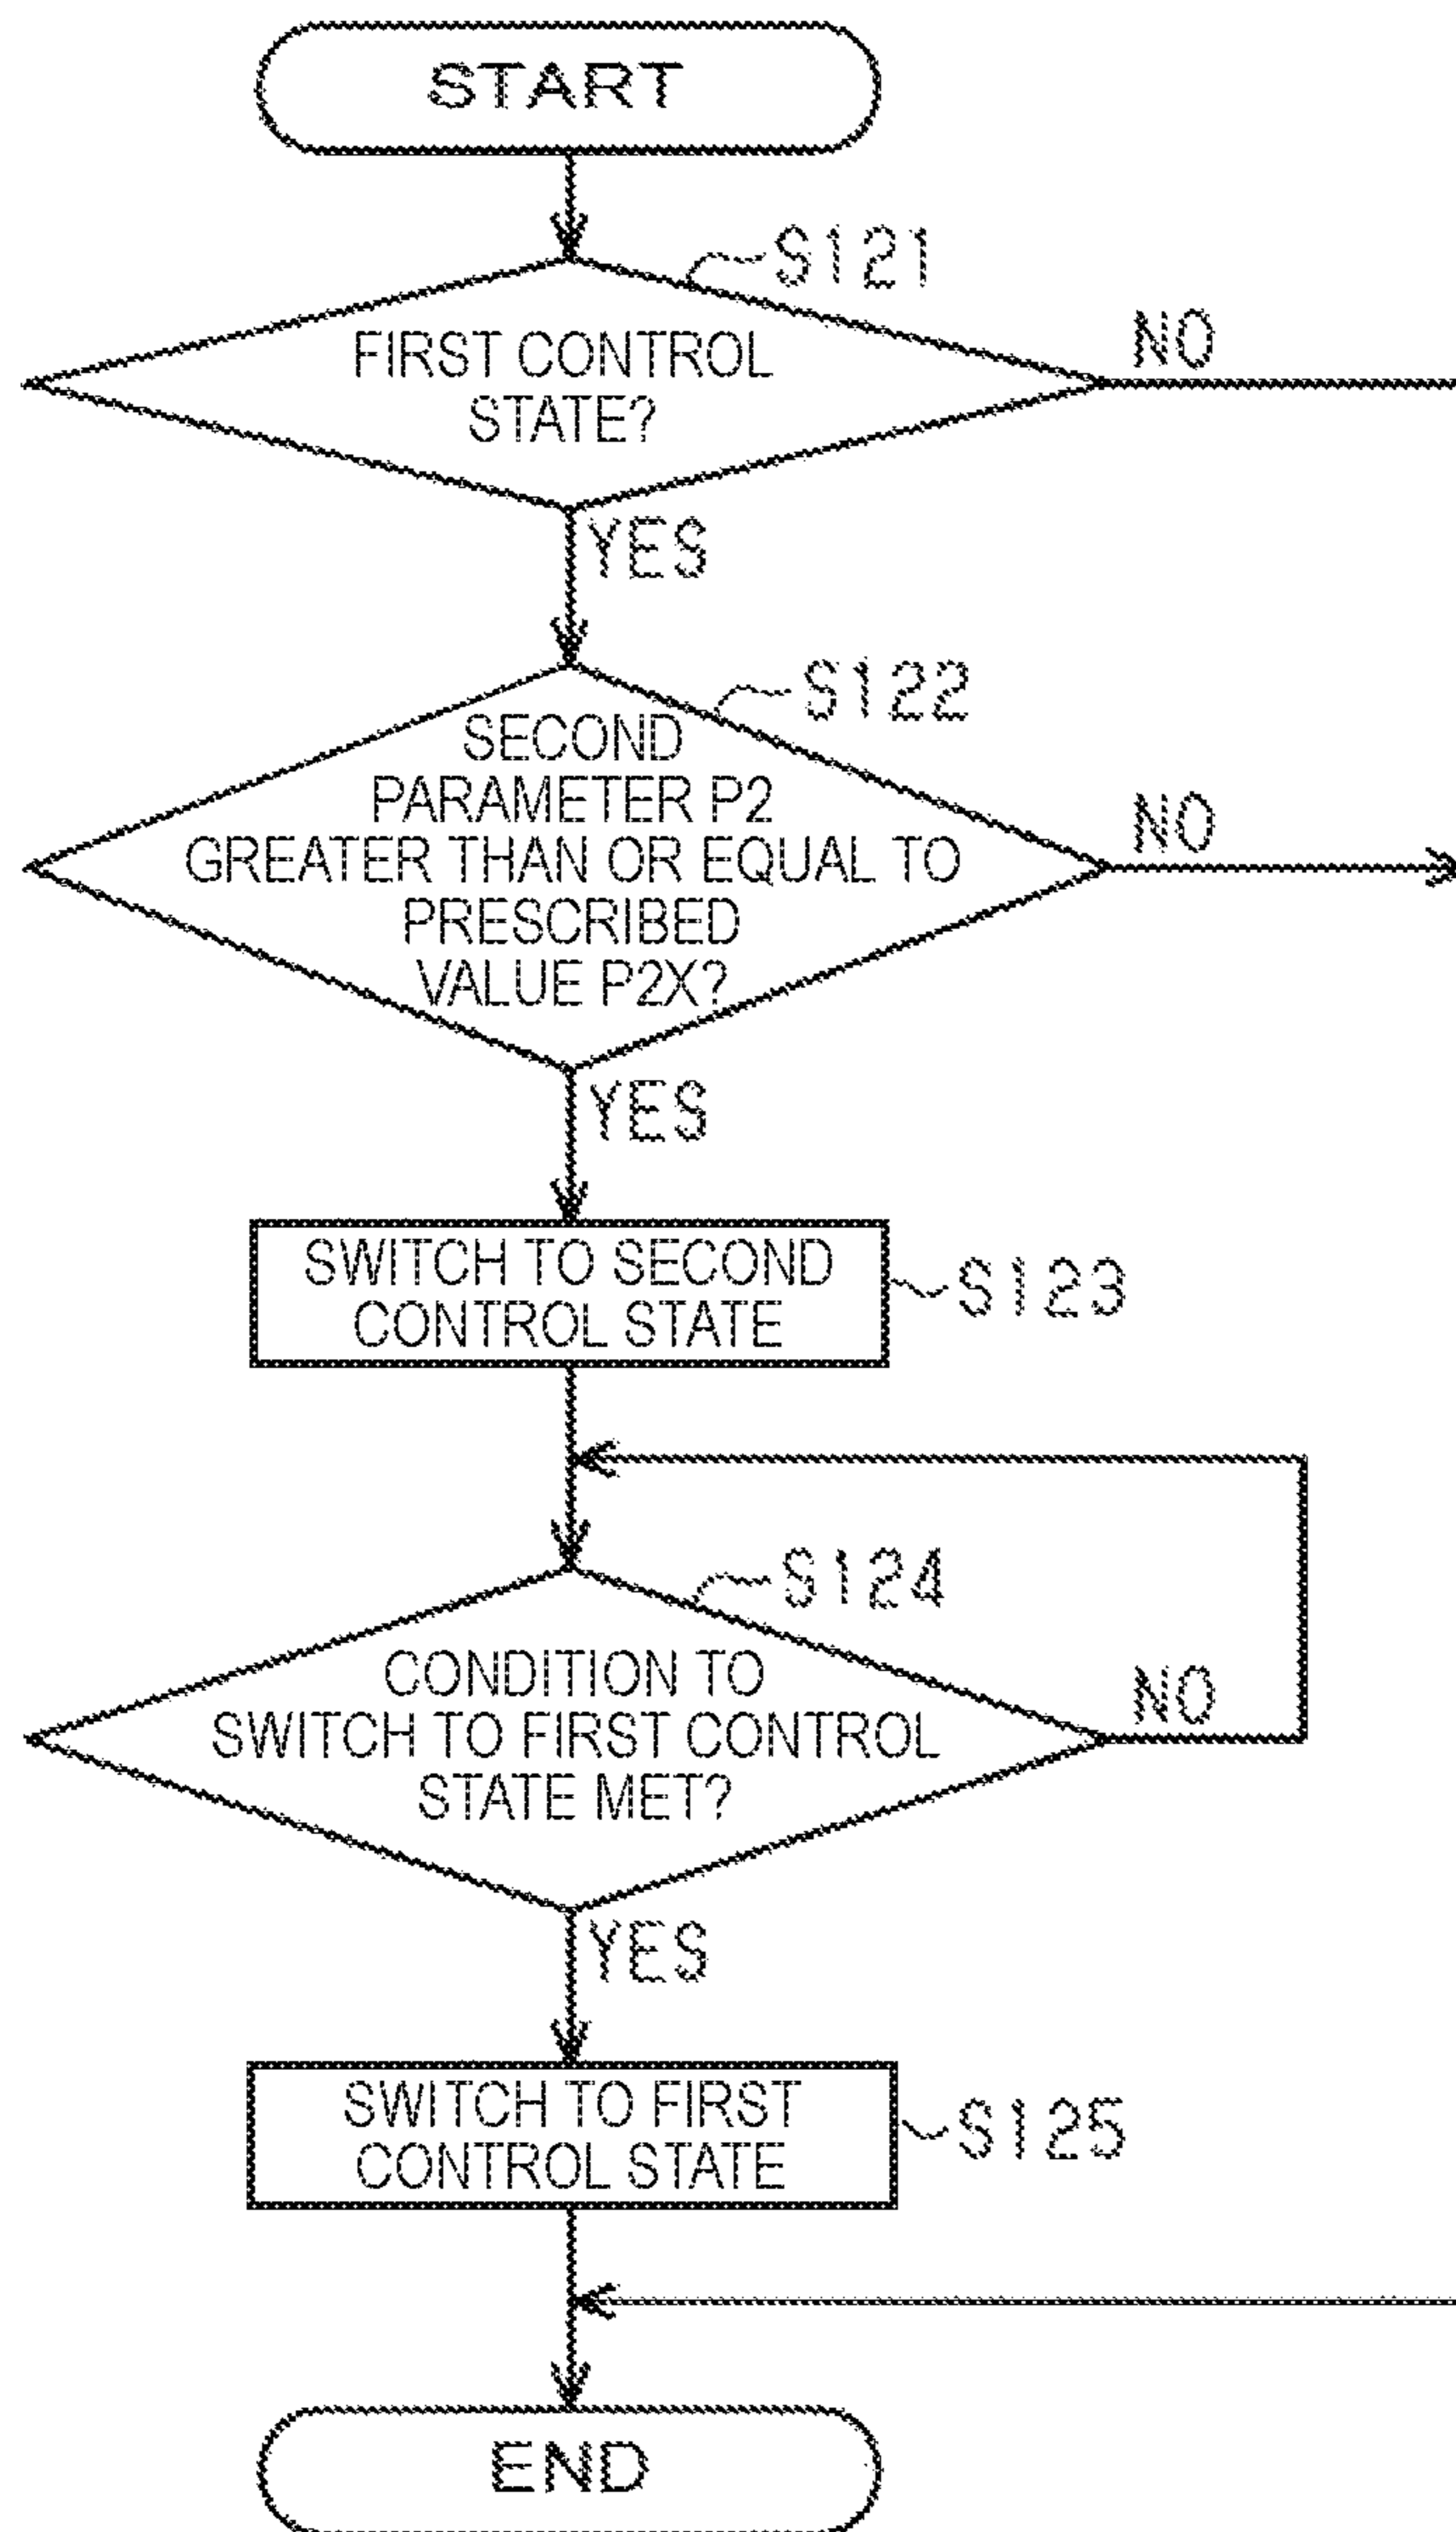 START
S121
FIRST CONTROL
STATE?
NO
YES
S122
SECOND
PARAMETER P2
GREATER THAN OR EQUAL TO
PRESCRIBED
VALUE P2X?
NO
YES
SWITCH TO SECOND
CONTROL STATE
S123
S124
CONDITION TO
SWITCH TO FIRST CONTROL
STATE MET?
NO
YES
SWITCH TO FIRST
CONTROL STATE
S125
END